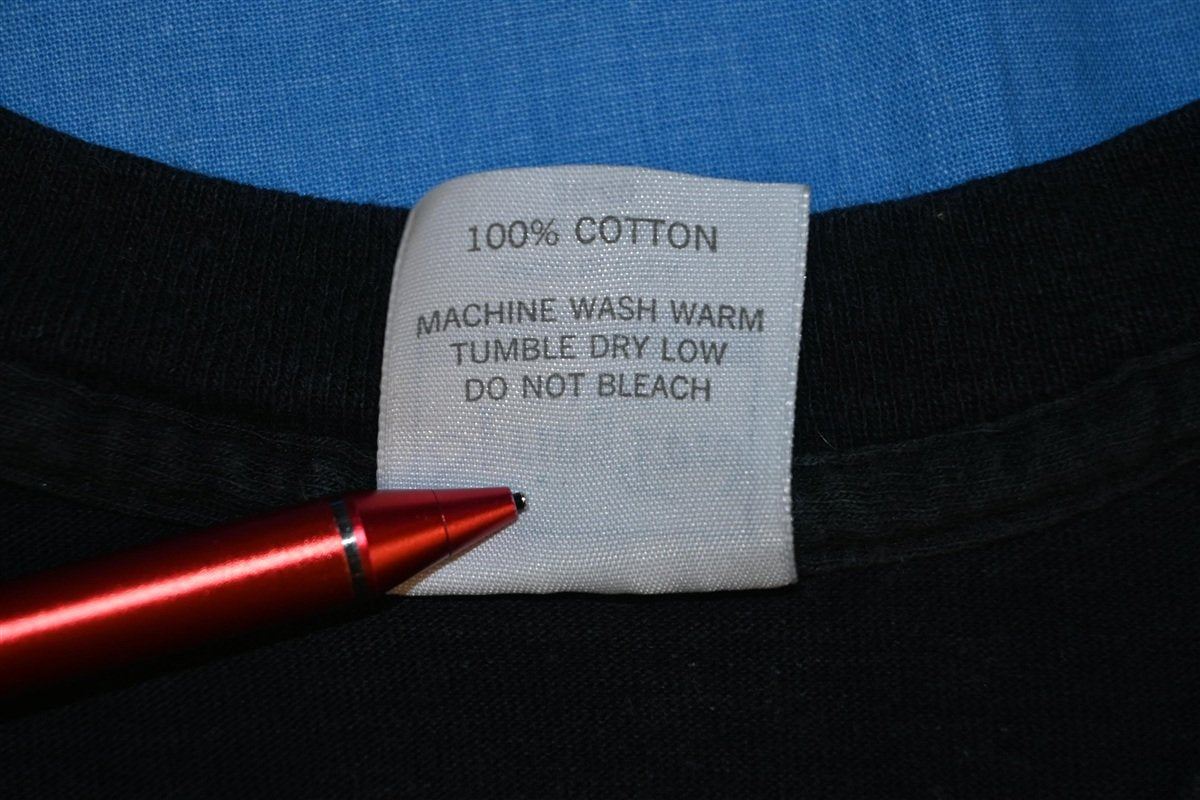 100% COTTON
MACHINE WASH WARM
TUMBLE DRY LOW
DO NOT BLEACH